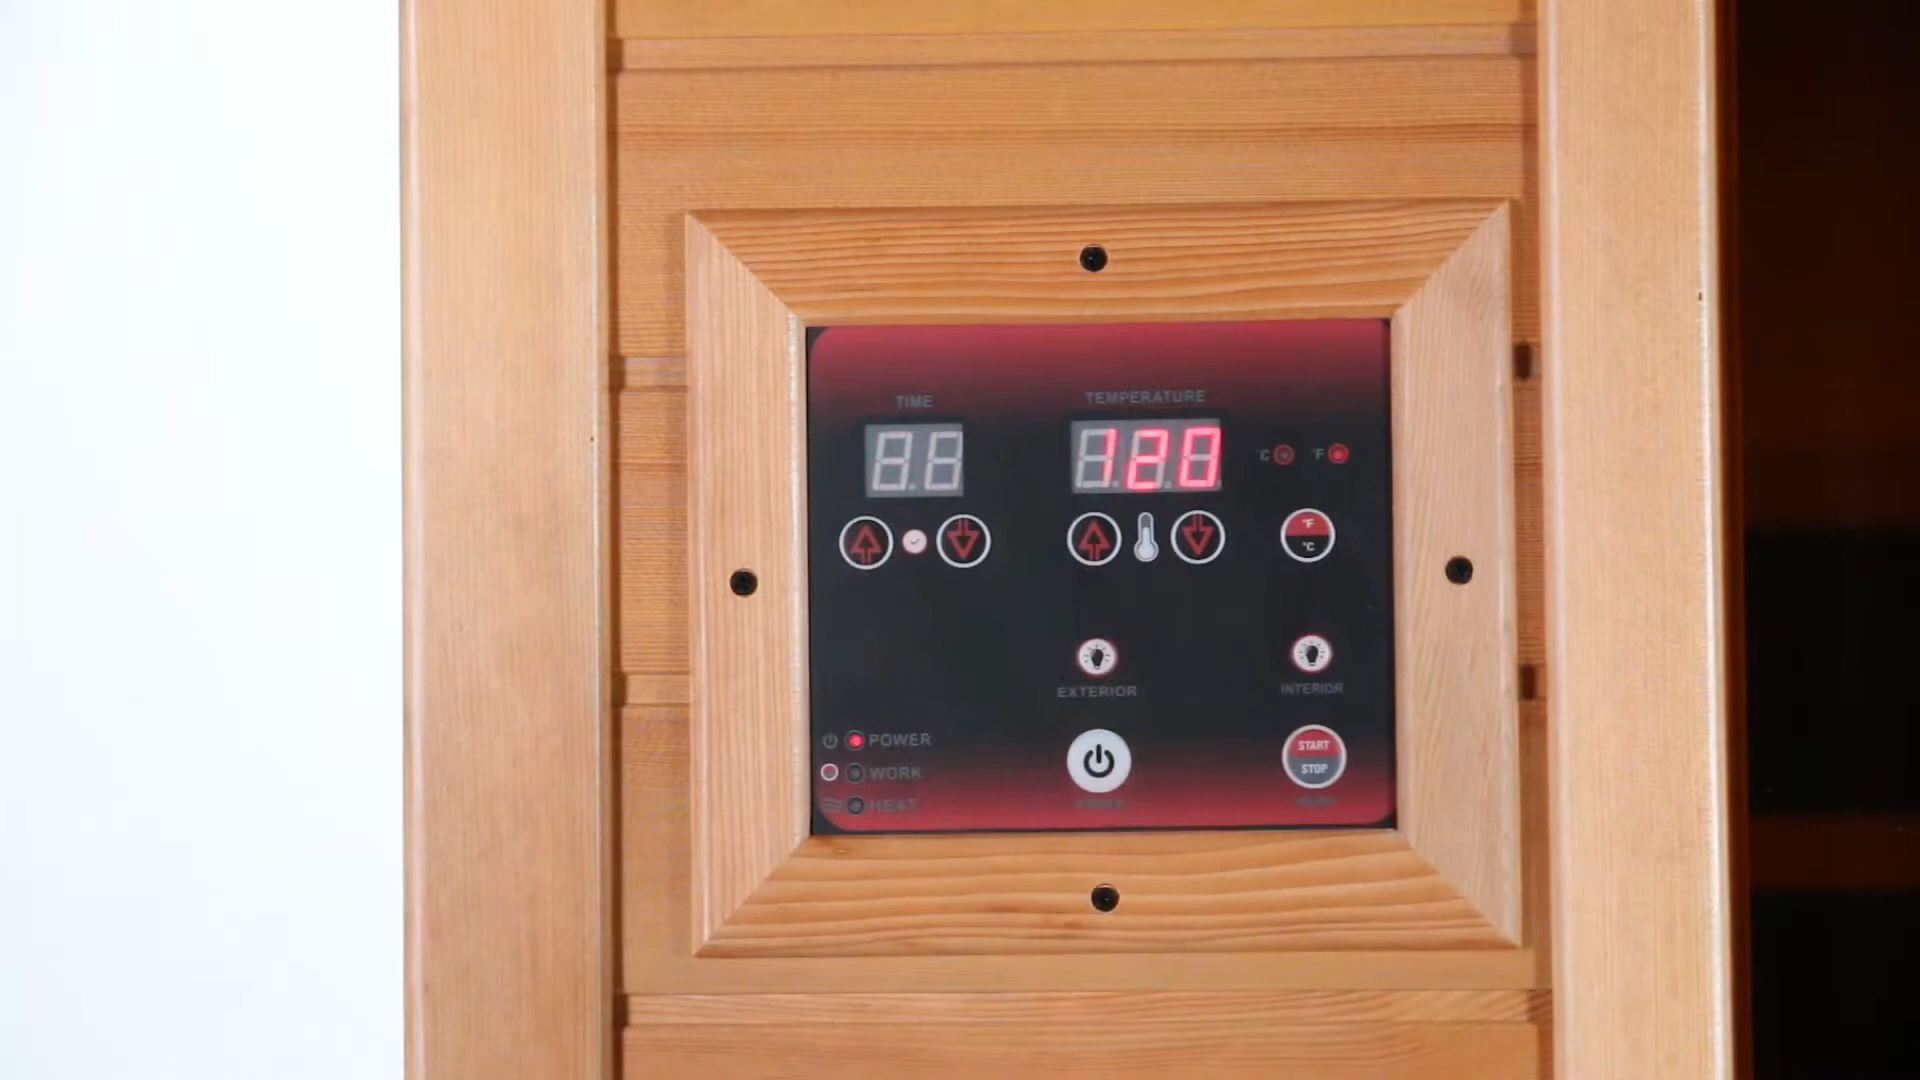 TIME
TEMPERATURE
120
°C °F
°F
°C
EXTERIOR
INTERIOR
POWER
WORK
HEAT
START
STOP